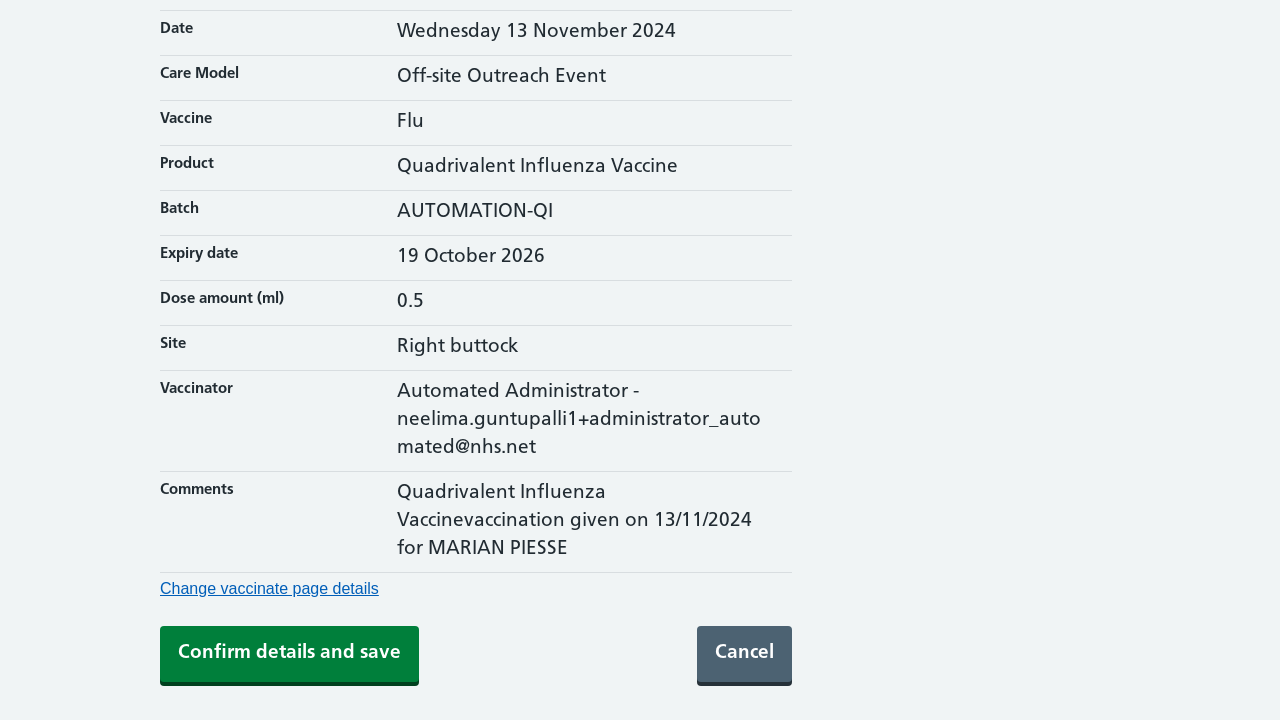 Date Wednesday 13 November 2024
Care Model Off-site Outreach Event
Vaccine Flu
Product Quadrivalent Influenza Vaccine
Batch AUTOMATION-QI
Expiry date 19 October 2026
Dose amount (ml) 0.5
Site Right buttock
Vaccinator Automated Administrator -
neelima.guntupalli1+administrator_auto
mated@nhs.net
Comments Quadrivalent Influenza
Vaccinevaccination given on 13/11/2024
for MARIAN PIESSE
Change vaccinate page details
Confirm details and save Cancel